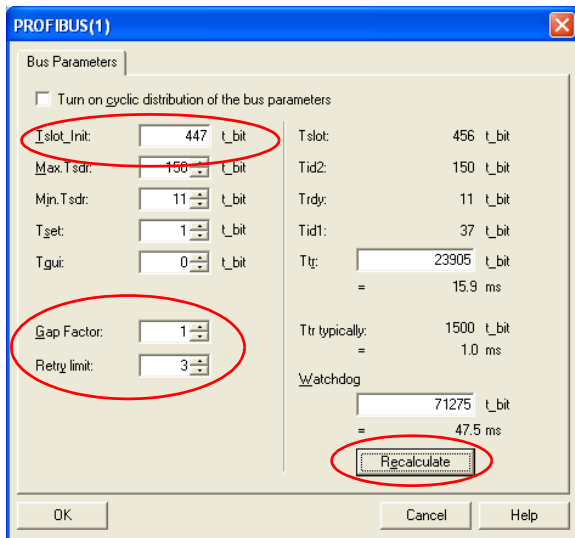 PROFIBUS(1)
Bus Parameters
Turn on cyclic distribution of the bus parameters
Tslot_Init: 447 t_bit
Max.Tsdr: 150 t_bit
Min.Tsdr: 11 t_bit
Tset: 1 t_bit
Tqui: 0 t_bit
Gap Factor: 1
Retry limit: 3
Tslot: 456 t_bit
Tid2: 150 t_bit
Trdy: 11 t_bit
Tid1: 37 t_bit
Ttr: 23905 t_bit
= 15.9 ms
Ttr typically: 1500 t_bit
= 1.0 ms
Watchdog
71275 t_bit
= 47.5 ms
Recalculate
OK Cancel Help